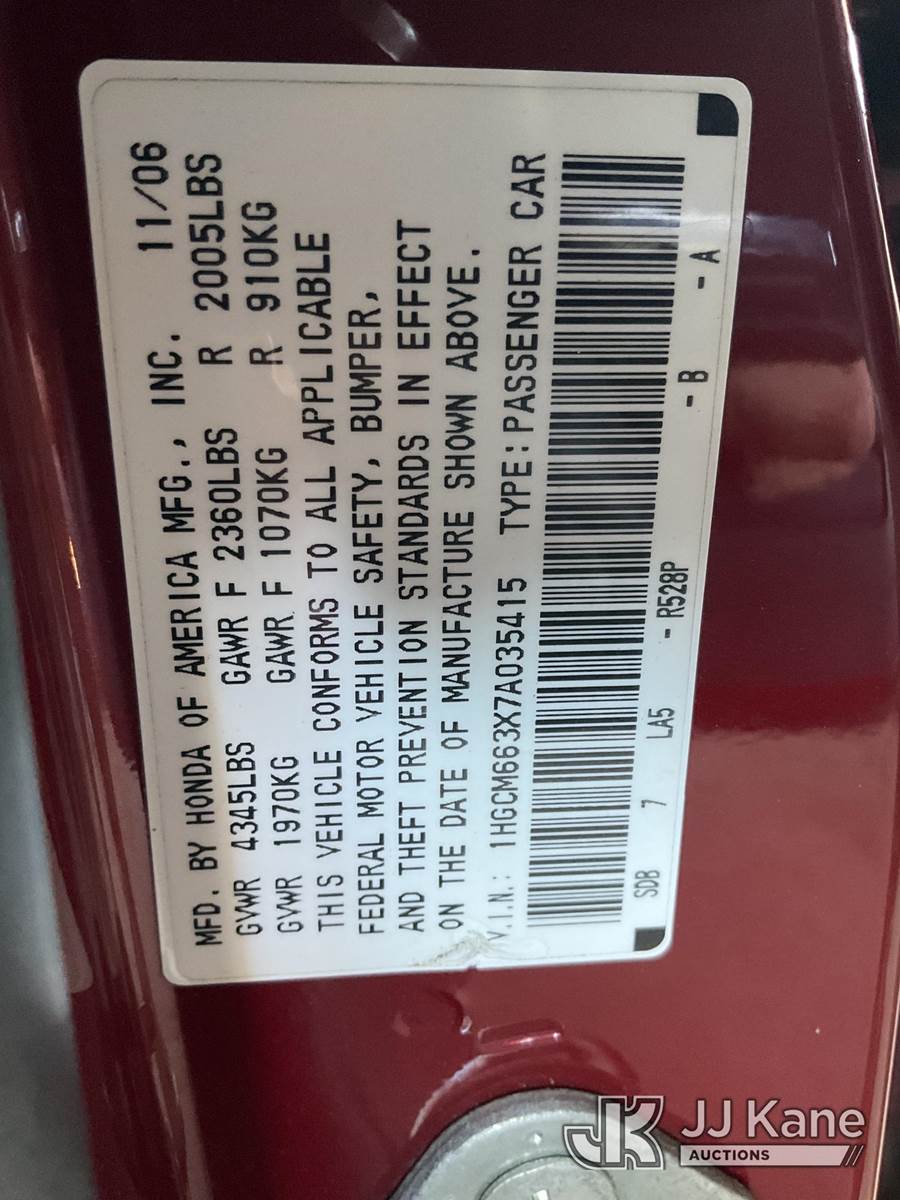 MFD. BY HONDA OF AMERICA MFG., INC. 11/06
GVWR 4345LBS GAWR F 2360LBS R 2005LBS
GVWR 1970KG GAWR F 1070KG R 910KG
THIS VEHICLE CONFORMS TO ALL APPLICABLE
FEDERAL MOTOR VEHICLE SAFETY, BUMPER,
AND THEFT PREVENTION STANDARDS IN EFFECT
ON THE DATE OF MANUFACTURE SHOWN ABOVE.
V.I.N.: 1HGCM663X7A035415 TYPE:PASSENGER CAR
SDB 7 LA5 - R528P - B - A
JK JJ Kane
AUCTIONS